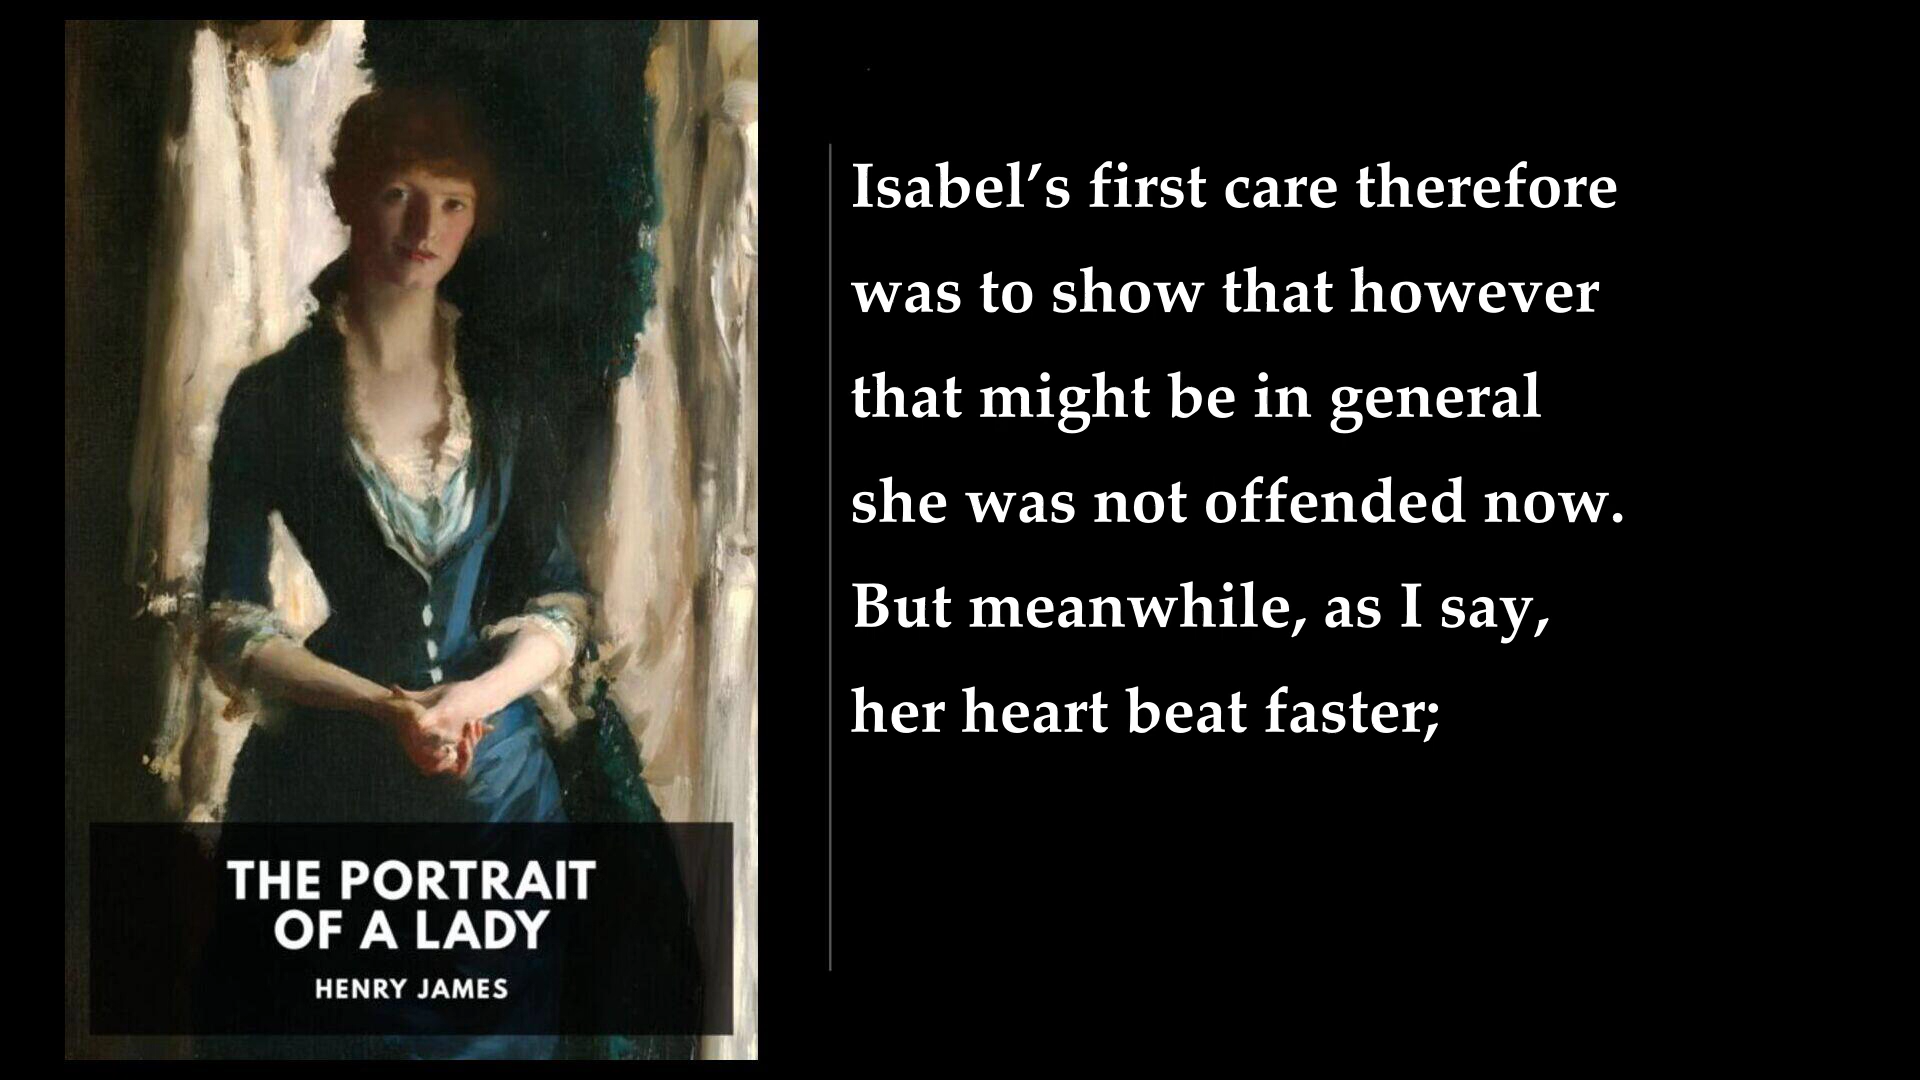 Isabel’s first care therefore
was to show that however
that might be in general
she was not offended now.
But meanwhile, as I say,
her heart beat faster;
THE PORTRAIT
OF A LADY
HENRY JAMES